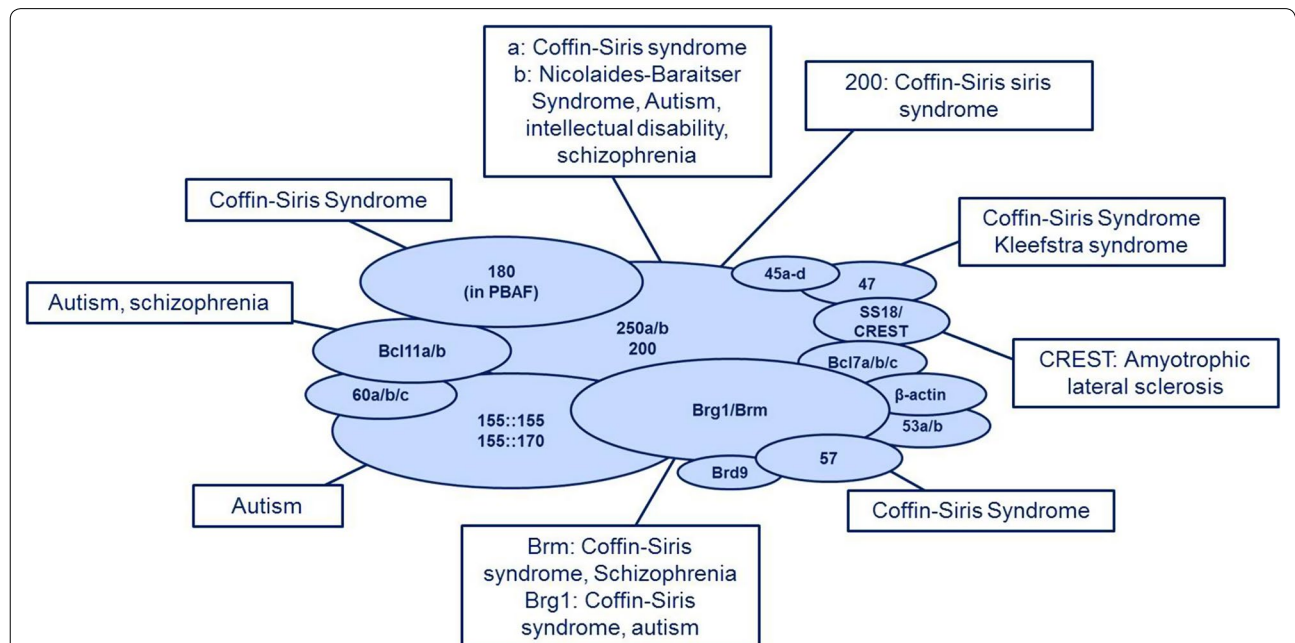 a: Coffin-Siris syndrome
b: Nicolaides-Baraitser
Syndrome, Autism,
intellectual disability,
schizophrenia
200: Coffin-Siris siris
syndrome
Coffin-Siris Syndrome
Coffin-Siris Syndrome
Kleefstra syndrome
180
(in PBAF)
45a-d
47
Autism, schizophrenia
SS18/
CREST
250a/b
200
Bcl11a/b
Bcl7a/b/c
CREST: Amyotrophic
lateral sclerosis
60a/b/c
β-actin
Brg1/Brm
155::155
155::170
53a/b
57
Brd9
Autism
Coffin-Siris Syndrome
Brm: Coffin-Siris
syndrome, Schizophrenia
Brg1: Coffin-Siris
syndrome, autism